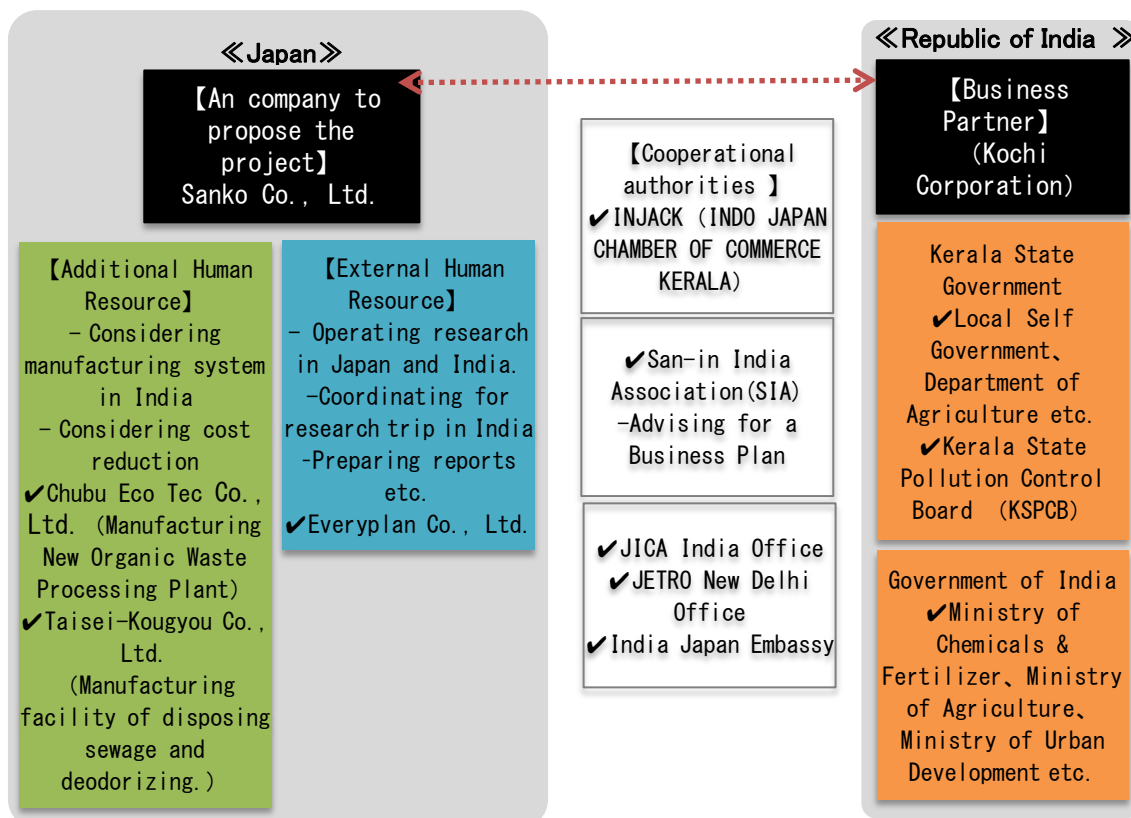 ≪Japan≫
【An company to
propose the
project】
Sanko Co., Ltd.
【Additional Human
Resource】
- Considering
manufacturing system
in India
- Considering cost
reduction
✔Chubu Eco Tec Co.,
Ltd. (Manufacturing
New Organic Waste
Processing Plant)
✔Taisei-Kougyou Co.,
Ltd.
(Manufacturing
facility of disposing
sewage and
deodorizing.)
【External Human
Resource】
- Operating research
in Japan and India.
-Coordinating for
research trip in India
-Preparing reports
etc.
✔Everyplan Co., Ltd.
【Cooperational
authorities 】
✔INJACK (INDO JAPAN
CHAMBER OF COMMERCE
KERALA)
✔San-in India
Association(SIA)
-Advising for a
Business Plan
✔JICA India Office
✔JETRO New Delhi
Office
✔India Japan Embassy
≪Republic of India ≫
【Business
Partner】
(Kochi
Corporation)
Kerala State
Government
✔Local Self
Government、
Department of
Agriculture etc.
✔Kerala State
Pollution Control
Board (KSPCB)
Government of India
✔Ministry of
Chemicals &
Fertilizer、Ministry
of Agriculture、
Ministry of Urban
Development etc.